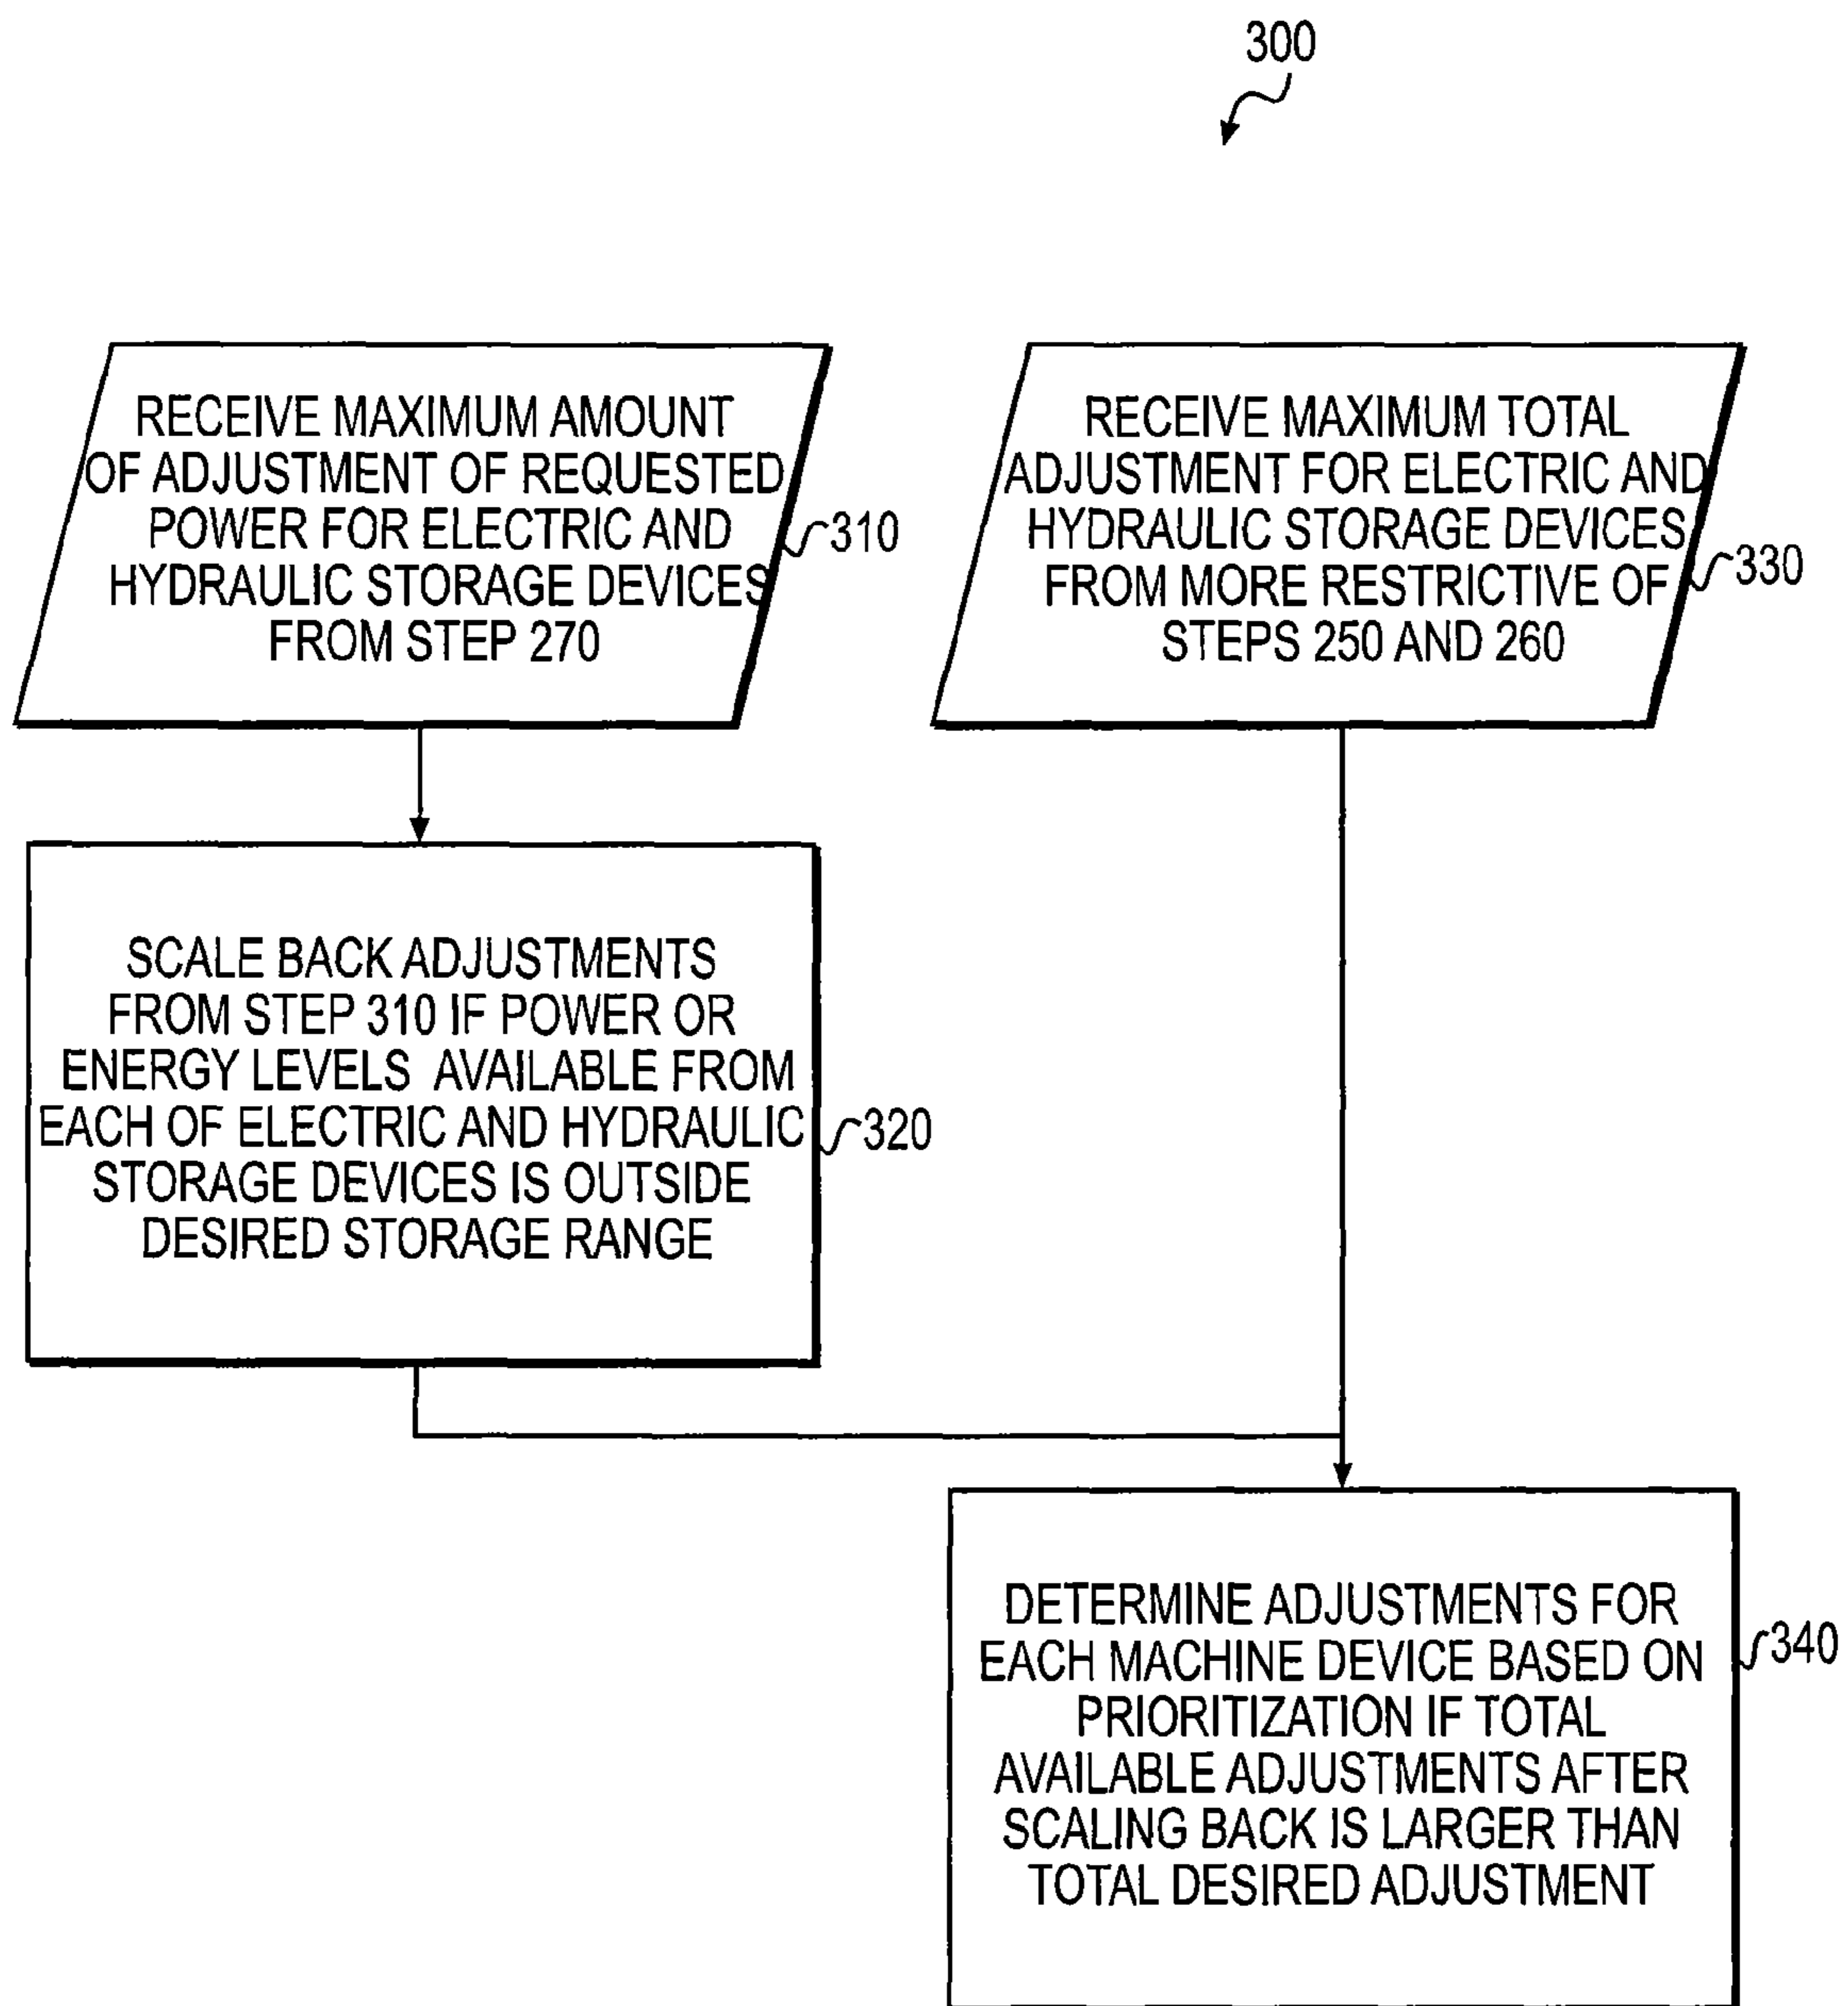 300
RECEIVE MAXIMUM AMOUNT
OF ADJUSTMENT OF REQUESTED
POWER FOR ELECTRIC AND
HYDRAULIC STORAGE DEVICES
FROM STEP 270
310
RECEIVE MAXIMUM TOTAL
ADJUSTMENT FOR ELECTRIC AND
HYDRAULIC STORAGE DEVICES
FROM MORE RESTRICTIVE OF
STEPS 250 AND 260
330
SCALE BACK ADJUSTMENTS
FROM STEP 310 IF POWER OR
ENERGY LEVELS AVAILABLE FROM
EACH OF ELECTRIC AND HYDRAULIC
STORAGE DEVICES IS OUTSIDE
DESIRED STORAGE RANGE
320
DETERMINE ADJUSTMENTS FOR
EACH MACHINE DEVICE BASED ON
PRIORITIZATION IF TOTAL
AVAILABLE ADJUSTMENTS AFTER
SCALING BACK IS LARGER THAN
TOTAL DESIRED ADJUSTMENT
340